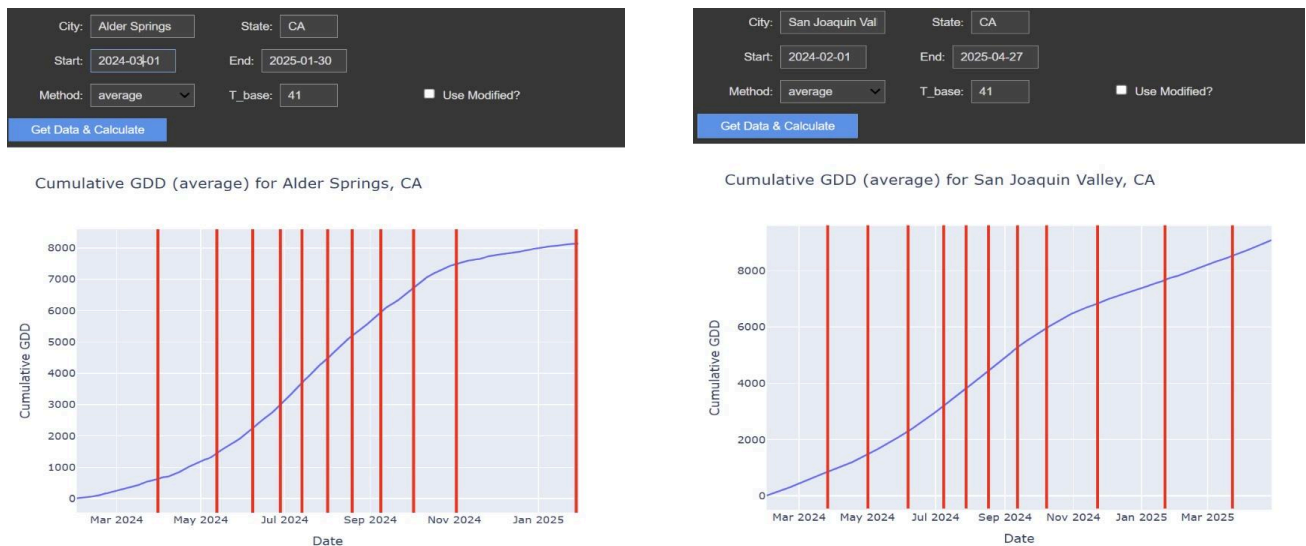 City: Alder Springs State: CA
Start: 2024-03-01 End: 2025-01-30
Method: average T_base: 41 Use Modified?
Get Data & Calculate
Cumulative GDD (average) for Alder Springs, CA
8000
7000
6000
5000
4000
3000
2000
1000
0
Cumulative GDD
Mar 2024 May 2024 Jul 2024 Sep 2024 Nov 2024 Jan 2025
Date
City: San Joaquin Val State: CA
Start: 2024-02-01 End: 2025-04-27
Method: average T_base: 41 Use Modified?
Get Data & Calculate
Cumulative GDD (average) for San Joaquin Valley, CA
8000
6000
4000
2000
0
Cumulative GDD
Mar 2024 May 2024 Jul 2024 Sep 2024 Nov 2024 Jan 2025 Mar 2025
Date